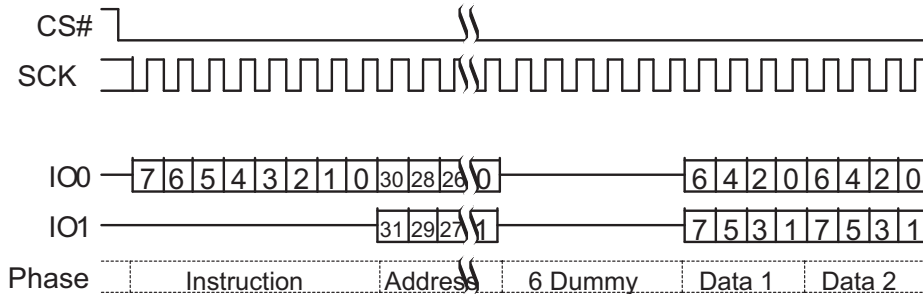 CS#
SCK
IO0 7 6 5 4 3 2 1 0 30 28 26 0 6 4 2 0 6 4 2 0
IO1 31 29 27 1 7 5 3 1 7 5 3 1
Phase Instruction Address 6 Dummy Data 1 Data 2